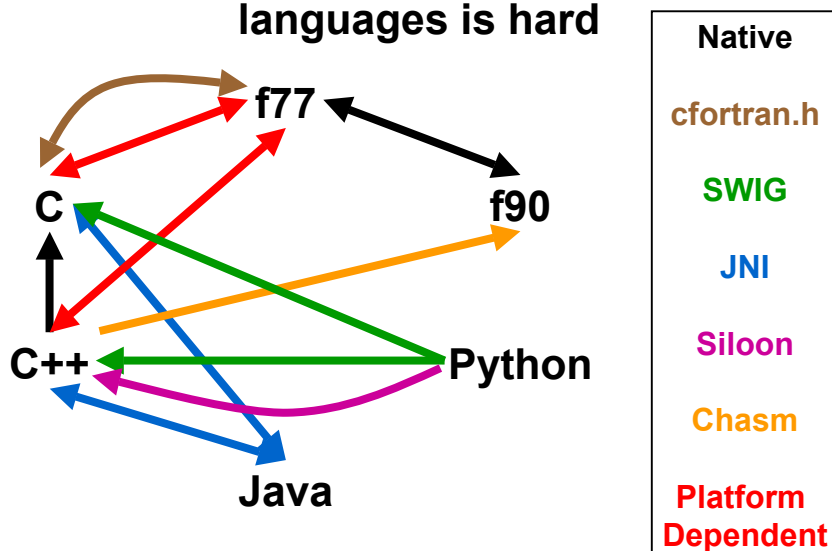 languages is hard
f77
C
f90
C++
Python
Java
Native
cfortran.h
SWIG
JNI
Siloon
Chasm
Platform
Dependent